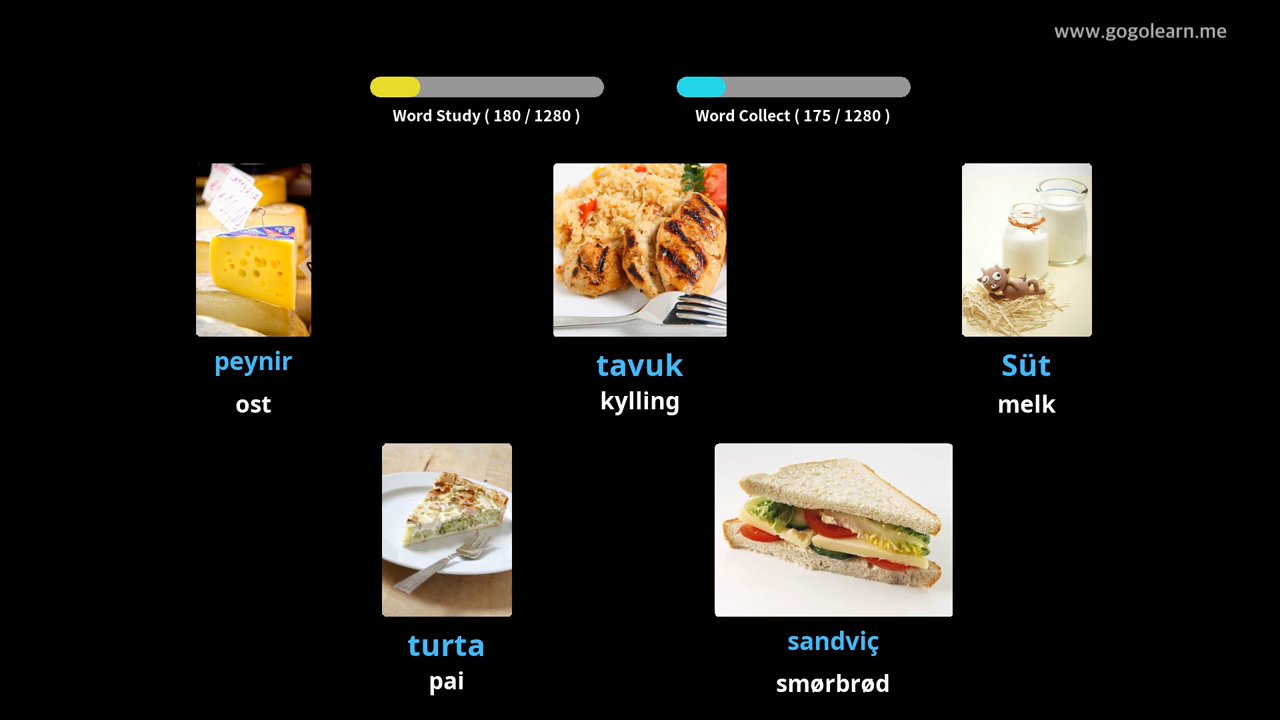 www.gogolearn.me
Word Study ( 180 / 1280 )
Word Collect ( 175 / 1280 )
peynir
ost
tavuk
kylling
Süt
melk
turta
pai
sandviç
smørbrød